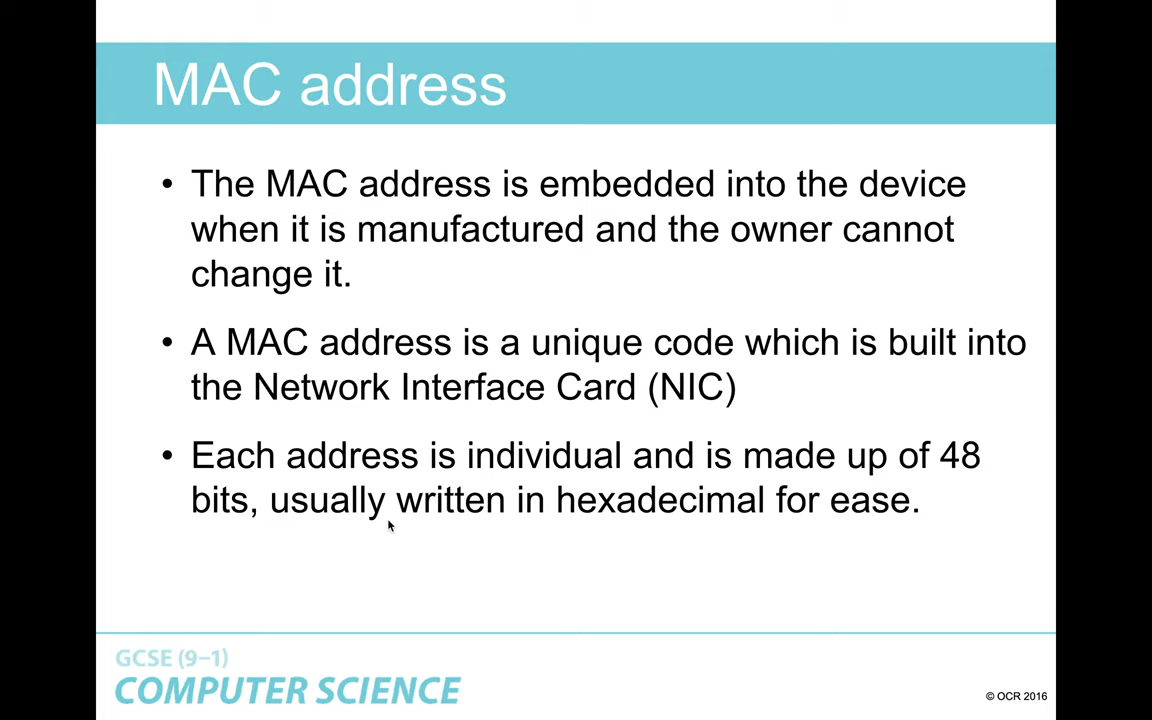 MAC address
• The MAC address is embedded into the device
when it is manufactured and the owner cannot
change it.
• A MAC address is a unique code which is built into
the Network Interface Card (NIC)
• Each address is individual and is made up of 48
bits, usually written in hexadecimal for ease.
GCSE (9–1)
COMPUTER SCIENCE
© OCR 2016